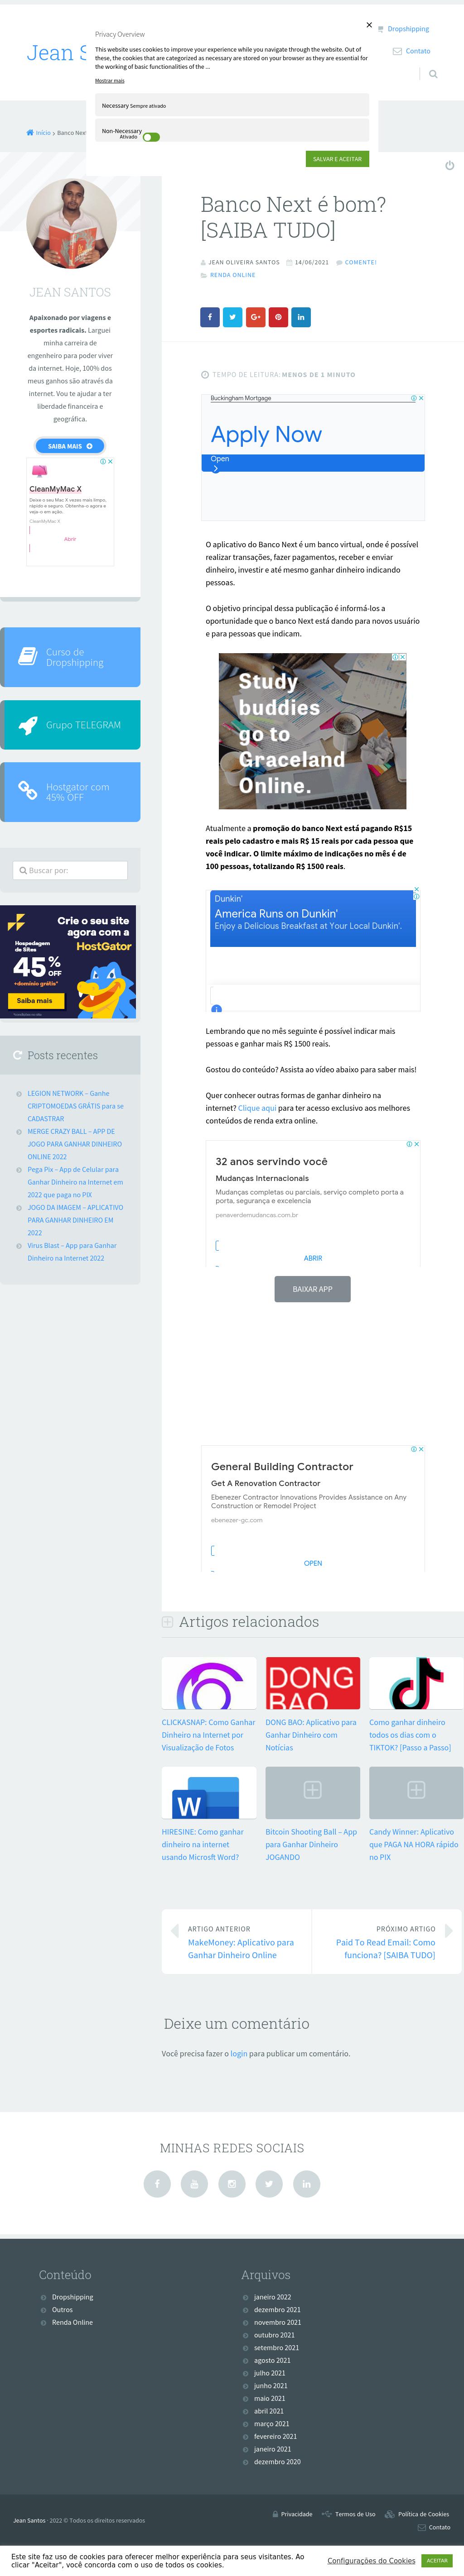 Dropshipping
Jean S
Contato
Privacy Overview
This website uses cookies to improve your experience while you navigate through the website. Out of
these, the cookies that are categorized as necessary are stored on your browser as they are essential for
the working of basic functionalities of the ...
Mostrar mais
Necessary Sempre ativado
Non-Necessary
Ativado
SALVAR E ACEITAR
Início
Banco Nex
JEAN SANTOS
Apaixonado por viagens e
esportes radicais. Larguei
minha carreira de
engenheiro para poder viver
da internet. Hoje, 100% dos
meus ganhos são através da
internet. Vou te ajudar a ter
liberdade financeira e
geográfica.
SAIBA MAIS
CleanMyMac X
Deixe o seu Mac X mais limpo,
rápido e seguro. Obtenha-o agora e
veja-o em ação.
CleanMyMac X
Abrir
Curso de
Dropshipping
Grupo TELEGRAM
Hostgator com
45% OFF
Buscar por:
Crie o seu site
agora com a
HostGator
Hospedagem
de Sites
45%
OFF
+domínio grátis*
Saiba mais
Posts recentes
LEGION NETWORK – Ganhe
CRIPTOMOEDAS GRÁTIS para se
CADASTRAR
MERGE CRAZY BALL – APP DE
JOGO PARA GANHAR DINHEIRO
ONLINE 2022
Pega Pix – App de Celular para
Ganhar Dinheiro na Internet em
2022 que paga no PIX
JOGO DA IMAGEM – APLICATIVO
PARA GANHAR DINHEIRO EM
2022
Virus Blast – App para Ganhar
Dinheiro na Internet 2022
Banco Next é bom?
[SAIBA TUDO]
JEAN OLIVEIRA SANTOS 14/06/2021 COMENTE!
RENDA ONLINE
TEMPO DE LEITURA: MENOS DE 1 MINUTO
Buckingham Mortgage
Apply Now
Open
O aplicativo do Banco Next é um banco virtual, onde é possível
realizar transações, fazer pagamentos, receber e enviar
dinheiro, investir e até mesmo ganhar dinheiro indicando
pessoas.
O objetivo principal dessa publicação é informá-los a
oportunidade que o banco Next está dando para novos usuário
e para pessoas que indicam.
Study
buddies
go to
Graceland
Online.
Atualmente a promoção do banco Next está pagando R$15
reais pelo cadastro e mais R$ 15 reais por cada pessoa que
você indicar. O limite máximo de indicações no mês é de
100 pessoas, totalizando R$ 1500 reais.
Dunkin'
America Runs on Dunkin'
Enjoy a Delicious Breakfast at Your Local Dunkin'.
Lembrando que no mês seguinte é possível indicar mais
pessoas e ganhar mais R$ 1500 reais.
Gostou do conteúdo? Assista ao vídeo abaixo para saber mais!
Quer conhecer outras formas de ganhar dinheiro na
internet? Clique aqui para ter acesso exclusivo aos melhores
conteúdos de renda extra online.
32 anos servindo você
Mudanças Internacionais
Mudanças completas ou parciais, serviço completo porta a
porta, segurança e excelência
penaverdemudancas.com.br
ABRIR
BAIXAR APP
General Building Contractor
Get A Renovation Contractor
Ebenezer Contractor Innovations Provides Assistance on Any
Construction or Remodel Project
ebenezer-gc.com
OPEN
Artigos relacionados
DONG
BAO
CLICKASNAP: Como Ganhar
Dinheiro na Internet por
Visualização de Fotos
DONG BAO: Aplicativo para
Ganhar Dinheiro com
Notícias
Como ganhar dinheiro
todos os dias com o
TIKTOK? [Passo a Passo]
W
HIRESINE: Como ganhar
dinheiro na internet
usando Microsft Word?
Bitcoin Shooting Ball – App
para Ganhar Dinheiro
JOGANDO
Candy Winner: Aplicativo
que PAGA NA HORA rápido
no PIX
ARTIGO ANTERIOR
MakeMoney: Aplicativo para
Ganhar Dinheiro Online
PRÓXIMO ARTIGO
Paid To Read Email: Como
funciona? [SAIBA TUDO]
Deixe um comentário
Você precisa fazer o login para publicar um comentário.
MINHAS REDES SOCIAIS
Conteúdo
Dropshipping
Outros
Renda Online
Arquivos
janeiro 2022
dezembro 2021
novembro 2021
outubro 2021
setembro 2021
agosto 2021
julho 2021
junho 2021
maio 2021
abril 2021
março 2021
fevereiro 2021
janeiro 2021
dezembro 2020
Jean Santos · 2022 © Todos os direitos reservados
Privacidade Termos de Uso Política de Cookies
Contato
Este site faz uso de cookies para oferecer melhor experiência aos seus visitantes. Ao
clicar "Aceitar", você concorda com o uso de todos os cookies.
Configurações do Cookies
ACEITAR